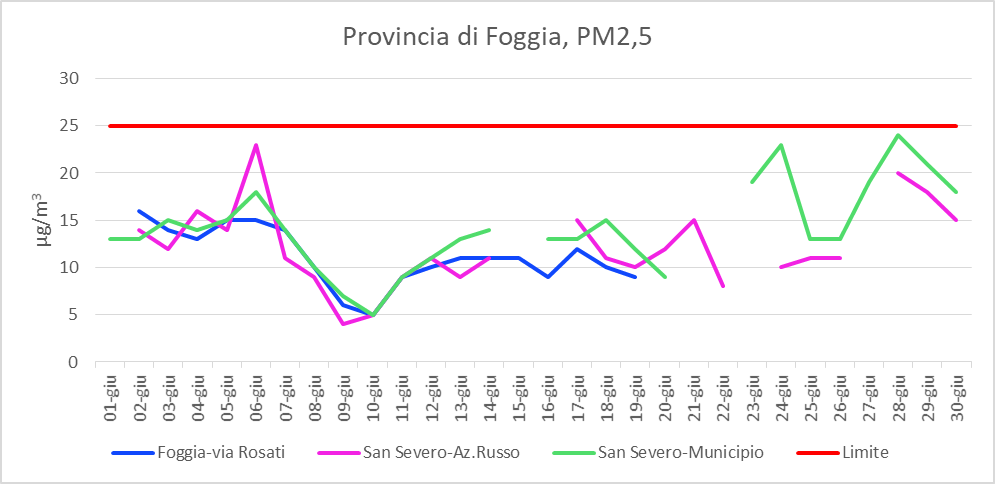 Provincia di Foggia, PM2,5
30
25
20
15
10
5
0
µg/m³
01-giu
02-giu
03-giu
04-giu
05-giu
06-giu
07-giu
08-giu
09-giu
10-giu
11-giu
12-giu
13-giu
14-giu
15-giu
16-giu
17-giu
18-giu
19-giu
20-giu
21-giu
22-giu
23-giu
24-giu
25-giu
26-giu
27-giu
28-giu
29-giu
30-giu
Foggia-via Rosati San Severo-Az.Russo San Severo-Municipio Limite